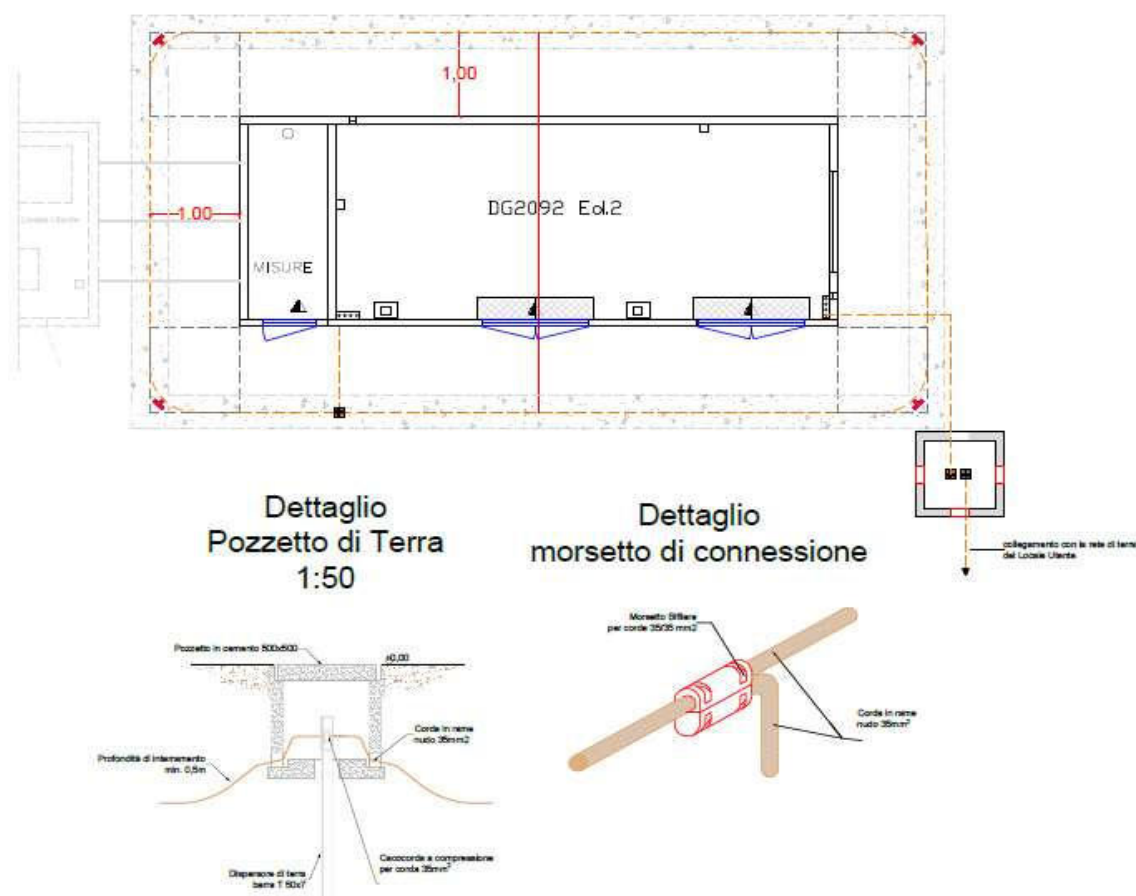 1,00
1.00
DG2092 Eol.2
MISURE
Dettaglio
Pozzetto di Terra
1:50
Dettaglio
morsetto di connessione
collegamento con la rete di terra
del Locale Utente
Pozzetto in cemento 500x500
±0,00
Corda in rame
nudo 35mm2
Profondità di interramento
min. 0,5m
Dispersore di terra
barra T 50x7
Capocorda a compressione
per corda 35mm²
Morsetto Bifilare
per corde 35/35 mm2
Corda in rame
nudo 35mm²